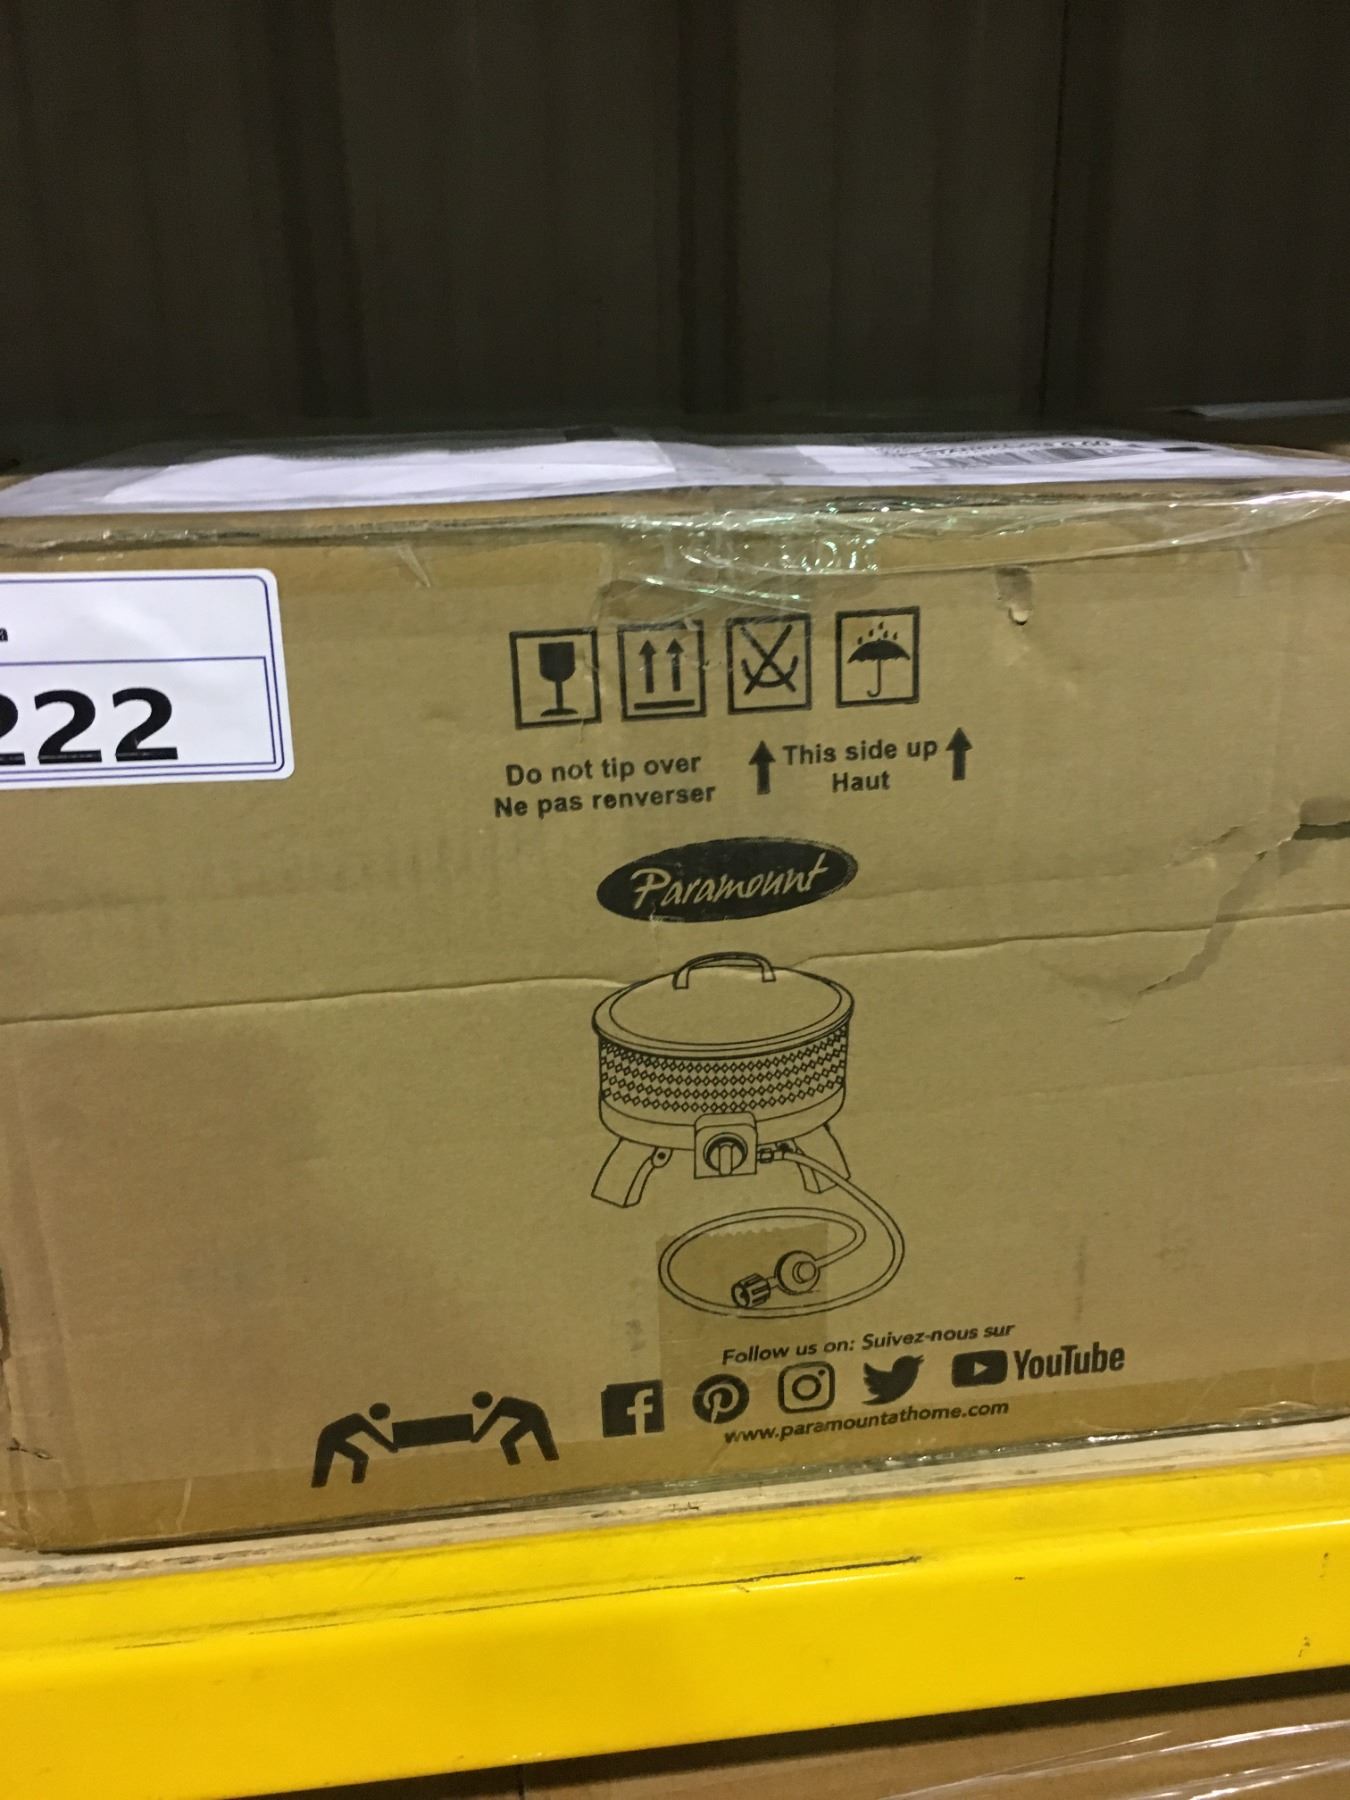 222
Do not tip over
Ne pas renverser
This side up
Haut
Paramount
Follow us on: Suivez-nous sur
YouTube
www.paramountathome.com